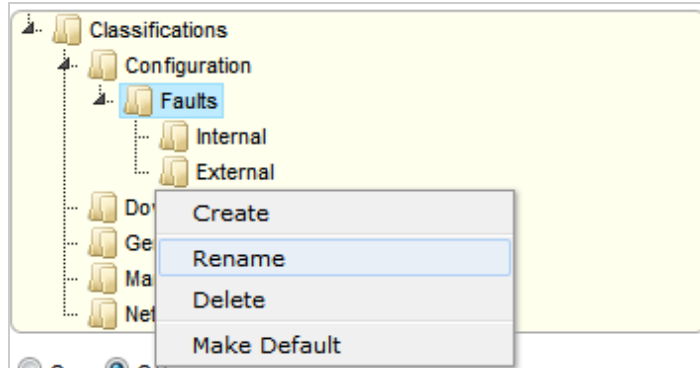 Classifications
Configuration
Faults
Internal
External
Create
Rename
Delete
Make Default